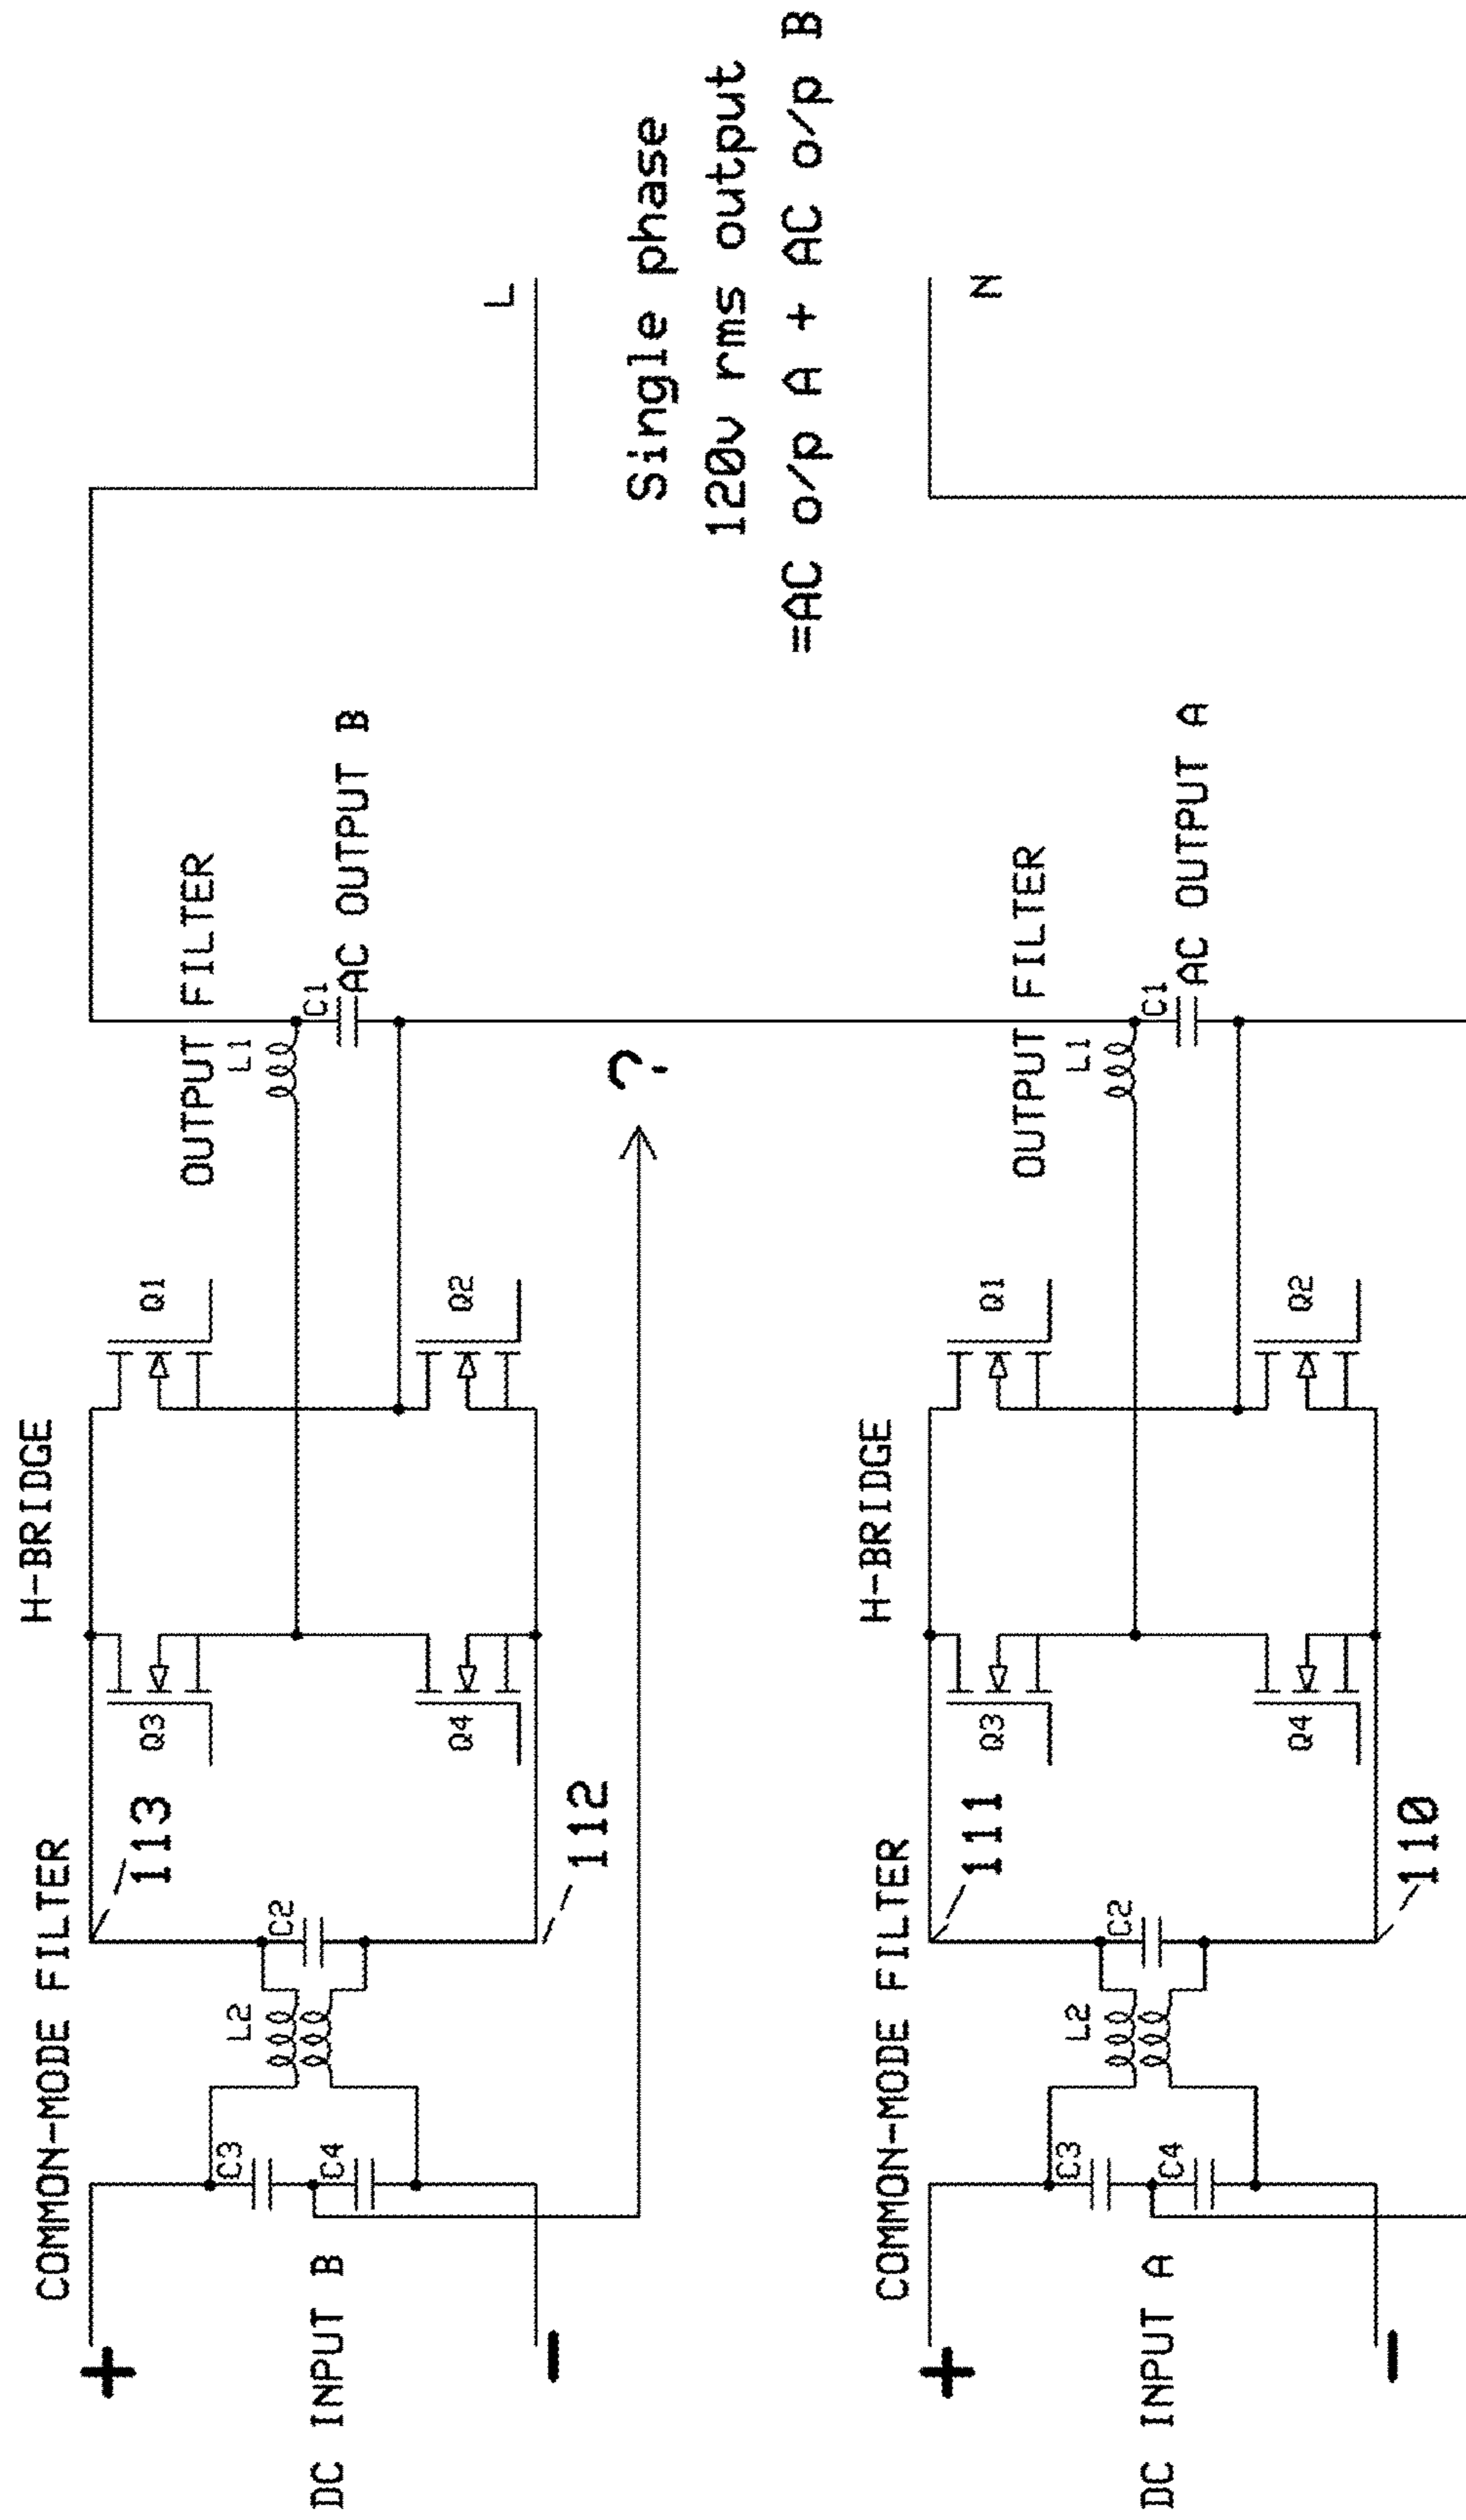 COMMON-MODE FILTER
H-BRIDGE
OUTPUT FILTER
+
113
Q3
Q1
L1
L2
C2
C3
C1
DC INPUT B
C4
AC OUTPUT B
Q4
Q2
L
−
112
?
Single phase
120v rms output
=AC o/p A + AC o/p B
COMMON-MODE FILTER
H-BRIDGE
N
+
111
Q3
Q1
OUTPUT FILTER
L1
L2
C2
C3
C1
DC INPUT A
C4
AC OUTPUT A
Q4
Q2
−
110